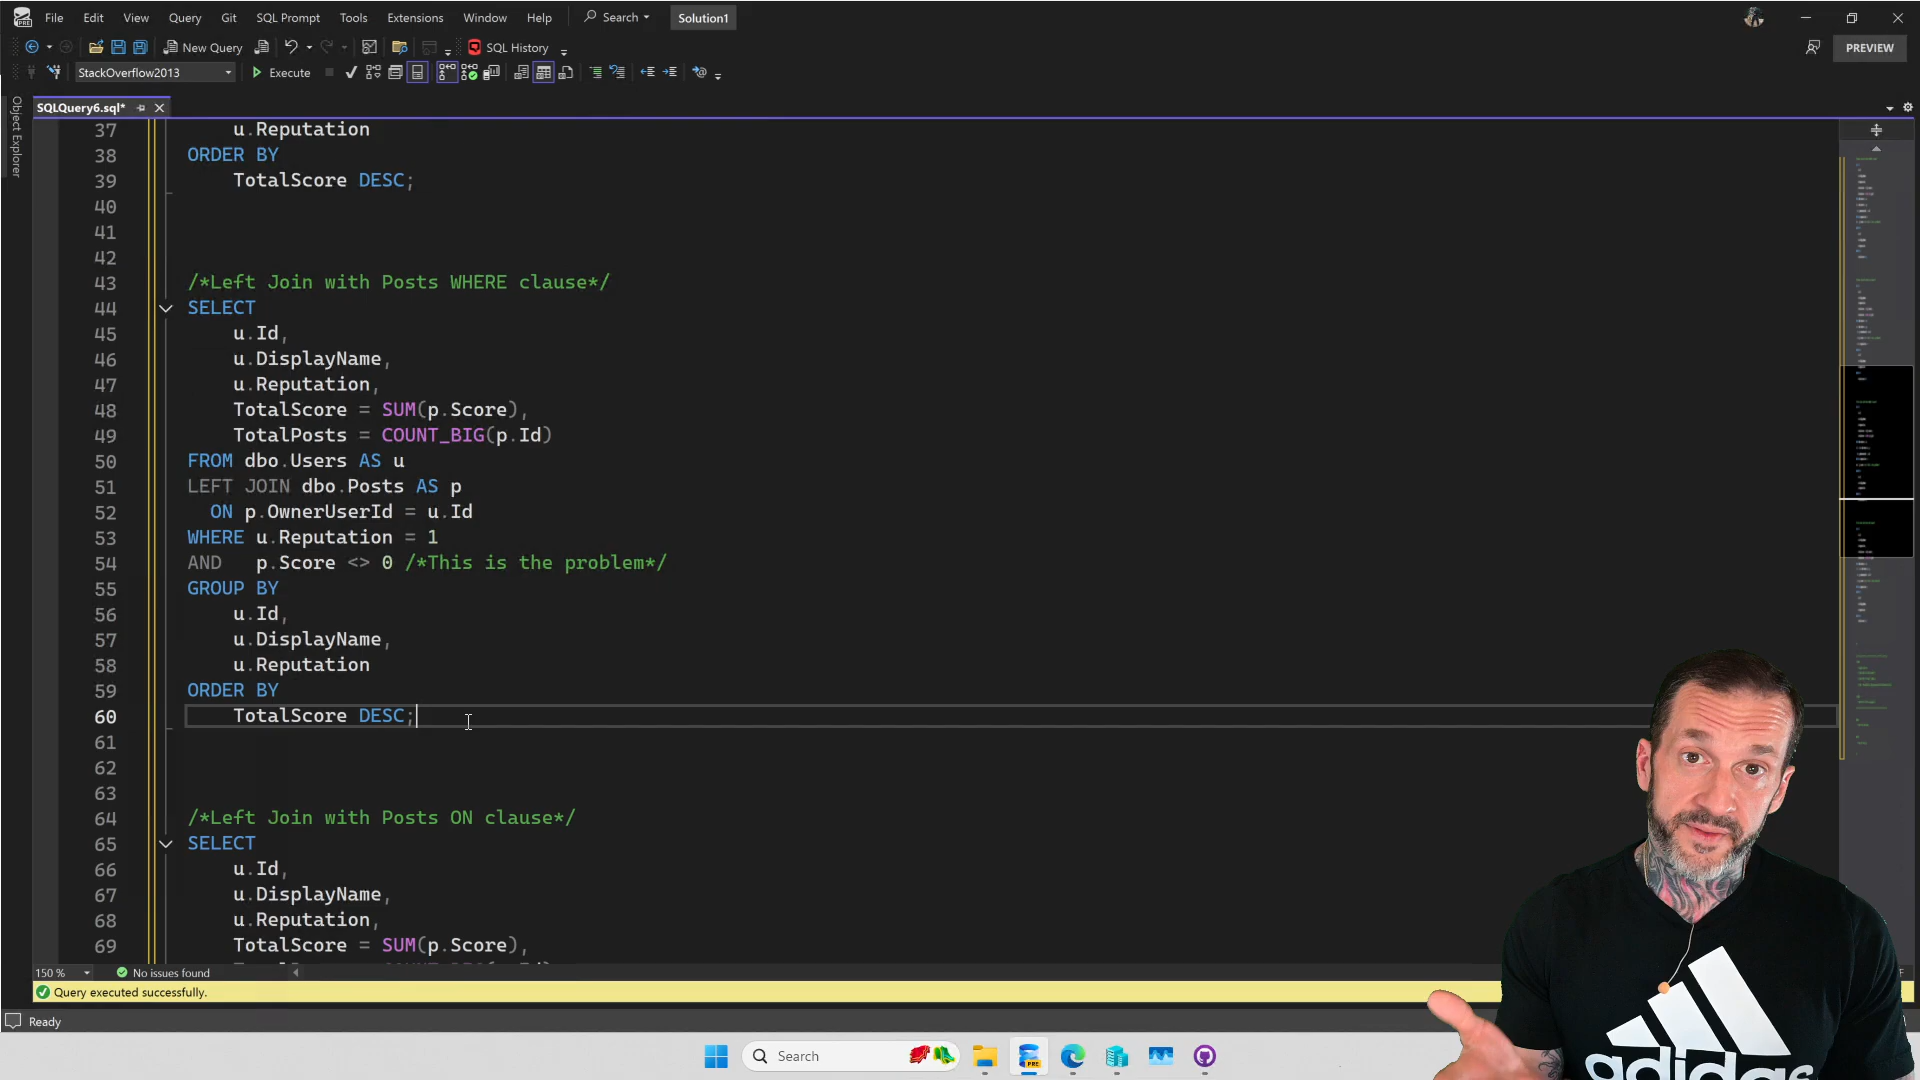 File Edit View Query Git SQL Prompt Tools Extensions Window Help Search Solution1
New Query SQL History PREVIEW
StackOverflow2013 Execute
SQLQuery6.sql*
Object Explorer
37 u.Reputation
38 ORDER BY
39 TotalScore DESC;
40
41
42
43 /*Left Join with Posts WHERE clause*/
44 SELECT
45 u.Id,
46 u.DisplayName,
47 u.Reputation,
48 TotalScore = SUM(p.Score),
49 TotalPosts = COUNT_BIG(p.Id)
50 FROM dbo.Users AS u
51 LEFT JOIN dbo.Posts AS p
52 ON p.OwnerUserId = u.Id
53 WHERE u.Reputation = 1
54 AND p.Score <> 0 /*This is the problem*/
55 GROUP BY
56 u.Id,
57 u.DisplayName,
58 u.Reputation
59 ORDER BY
60 TotalScore DESC;
61
62
63
64 /*Left Join with Posts ON clause*/
65 SELECT
66 u.Id,
67 u.DisplayName,
68 u.Reputation,
69 TotalScore = SUM(p.Score),
150 % No issues found
Query executed successfully.
Ready
Search
adidas